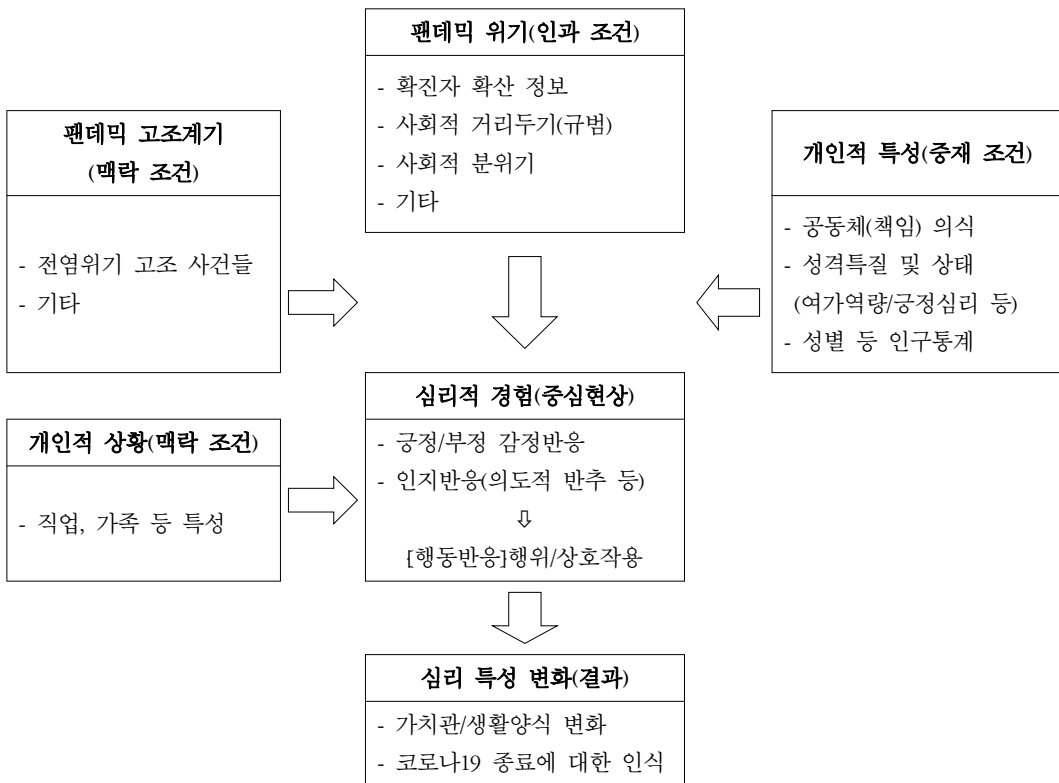 팬데믹 위기(인과 조건)
- 확진자 확산 정보
- 사회적 거리두기(규범)
- 사회적 분위기
- 기타
팬데믹 고조계기
(맥락 조건)
- 전염위기 고조 사건들
- 기타
개인적 특성(중재 조건)
- 공동체(책임) 의식
- 성격특질 및 상태
(여가역량/긍정심리 등)
- 성별 등 인구통계
개인적 상황(맥락 조건)
- 직업, 가족 등 특성
심리적 경험(중심현상)
- 긍정/부정 감정반응
- 인지반응(의도적 반추 등)
⇩
[행동반응]행위/상호작용
심리 특성 변화(결과)
- 가치관/생활양식 변화
- 코로나19 종료에 대한 인식